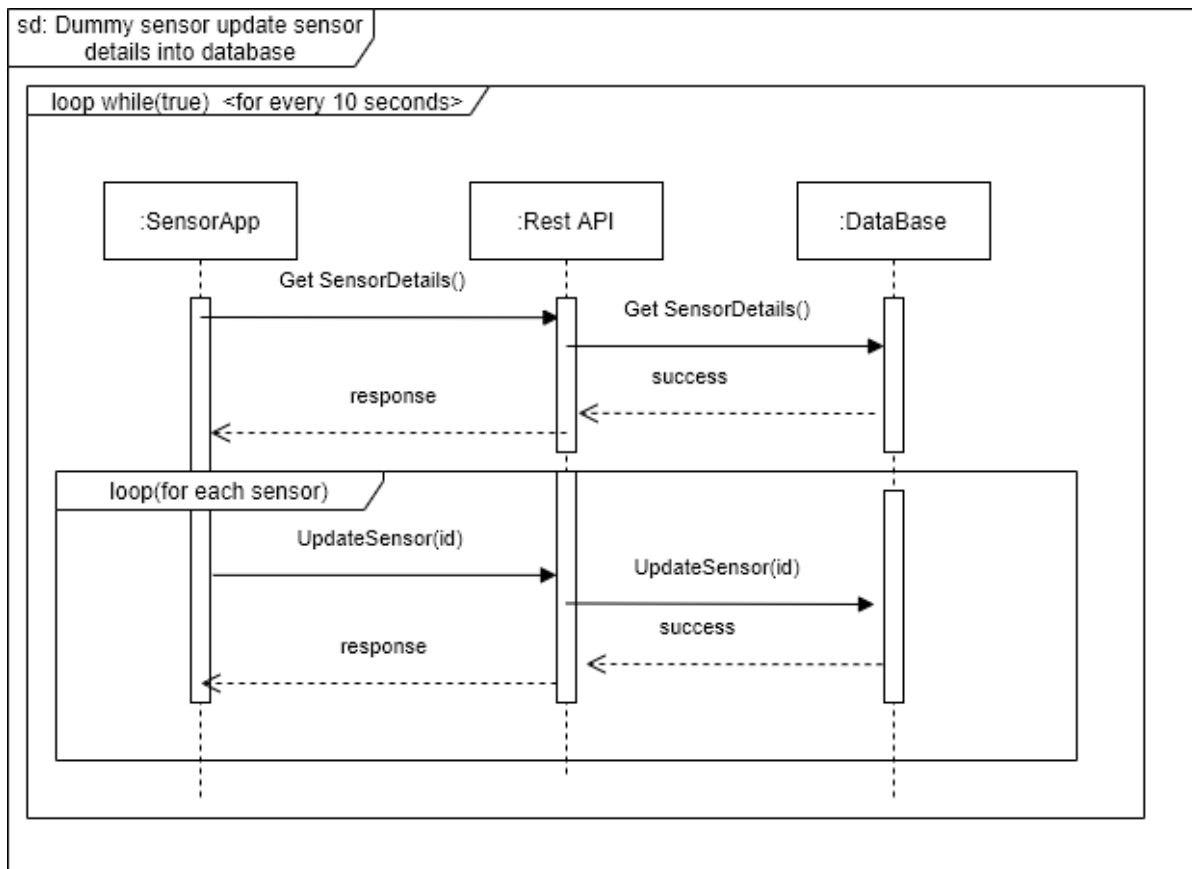 sd: Dummy sensor update sensor
details into database
loop while(true) <for every 10 seconds>
:SensorApp
:Rest API
:DataBase
Get SensorDetails()
Get SensorDetails()
success
response
loop(for each sensor)
UpdateSensor(id)
UpdateSensor(id)
success
response